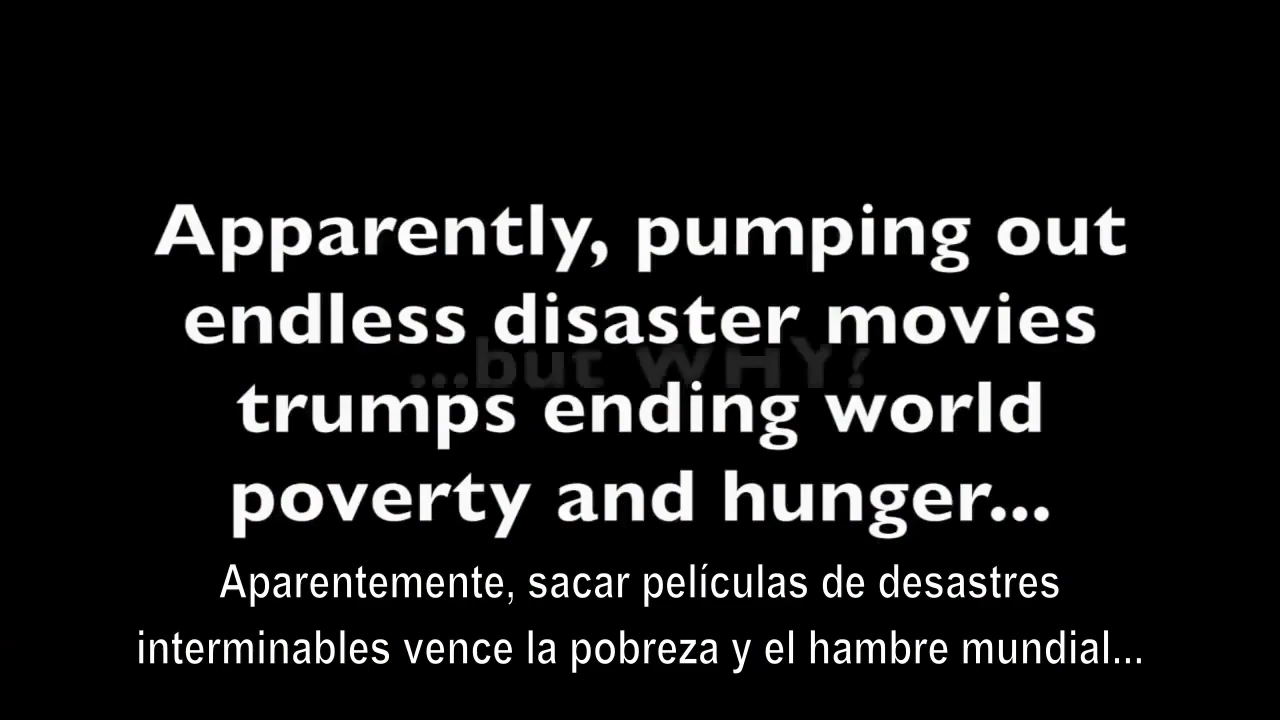 Apparently, pumping out
endless disaster movies
...but WHY?
trumps ending world
poverty and hunger...
Aparentemente, sacar películas de desastres
interminables vence la pobreza y el hambre mundial...